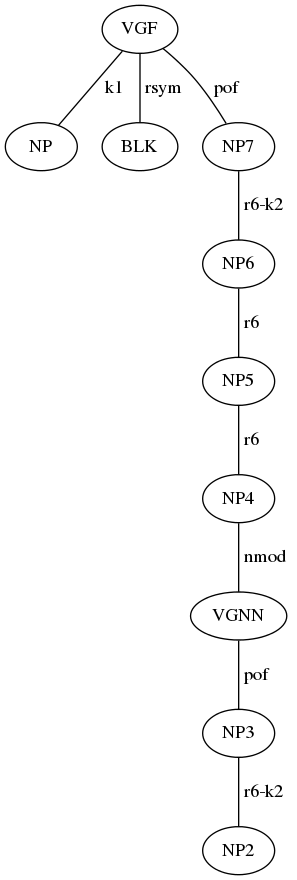 VGF
k1 rsym pof
NP BLK NP7
r6-k2
NP6
r6
NP5
r6
NP4
nmod
VGNN
pof
NP3
r6-k2
NP2